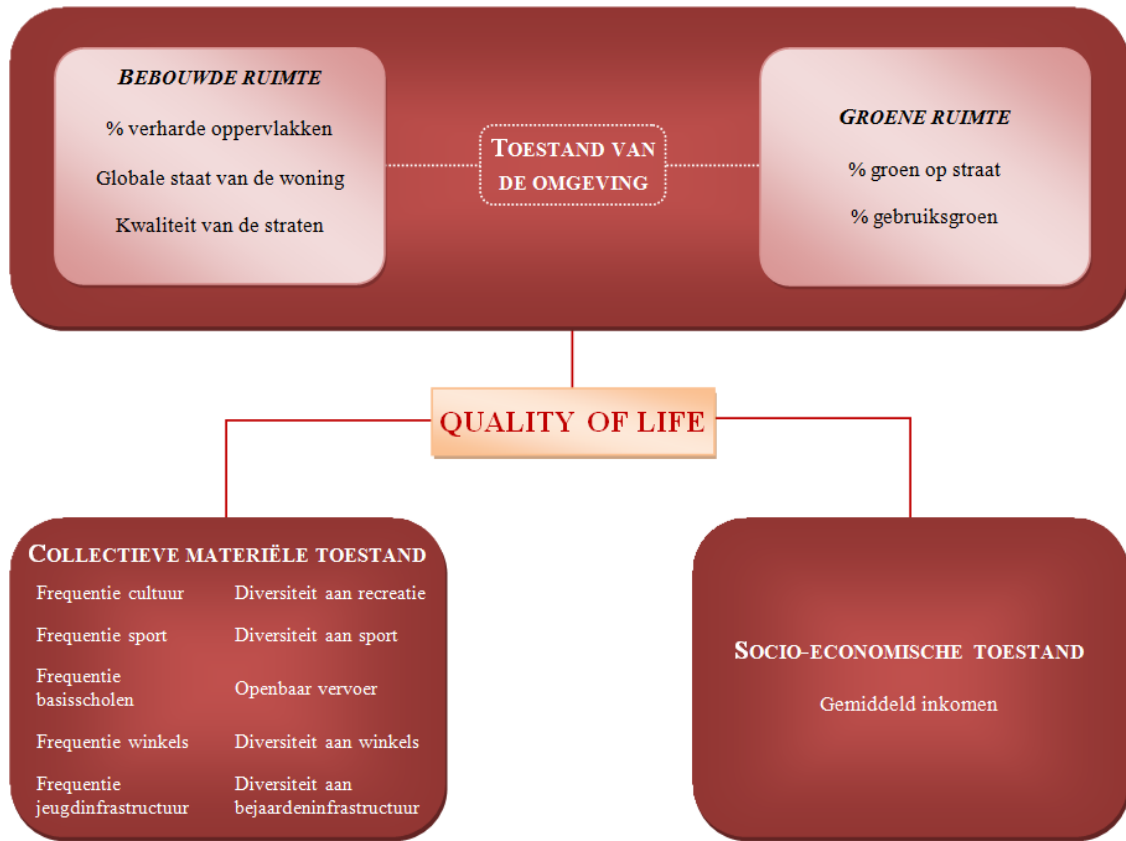 BEBOUWDE RUIMTE
% verharde oppervlakken
Globale staat van de woning
Kwaliteit van de straten
TOESTAND VAN
DE OMGEVING
GROENE RUIMTE
% groen op straat
% gebruiksgroen
QUALITY OF LIFE
COLLECTIEVE MATERIËLE TOESTAND
Frequentie cultuur
Diversiteit aan recreatie
Frequentie sport
Diversiteit aan sport
Frequentie
basisscholen
Openbaar vervoer
Frequentie winkels
Diversiteit aan winkels
Frequentie
jeugdinfrastructuur
Diversiteit aan
bejaardeninfrastructuur
SOCIO-ECONOMISCHE TOESTAND
Gemiddeld inkomen